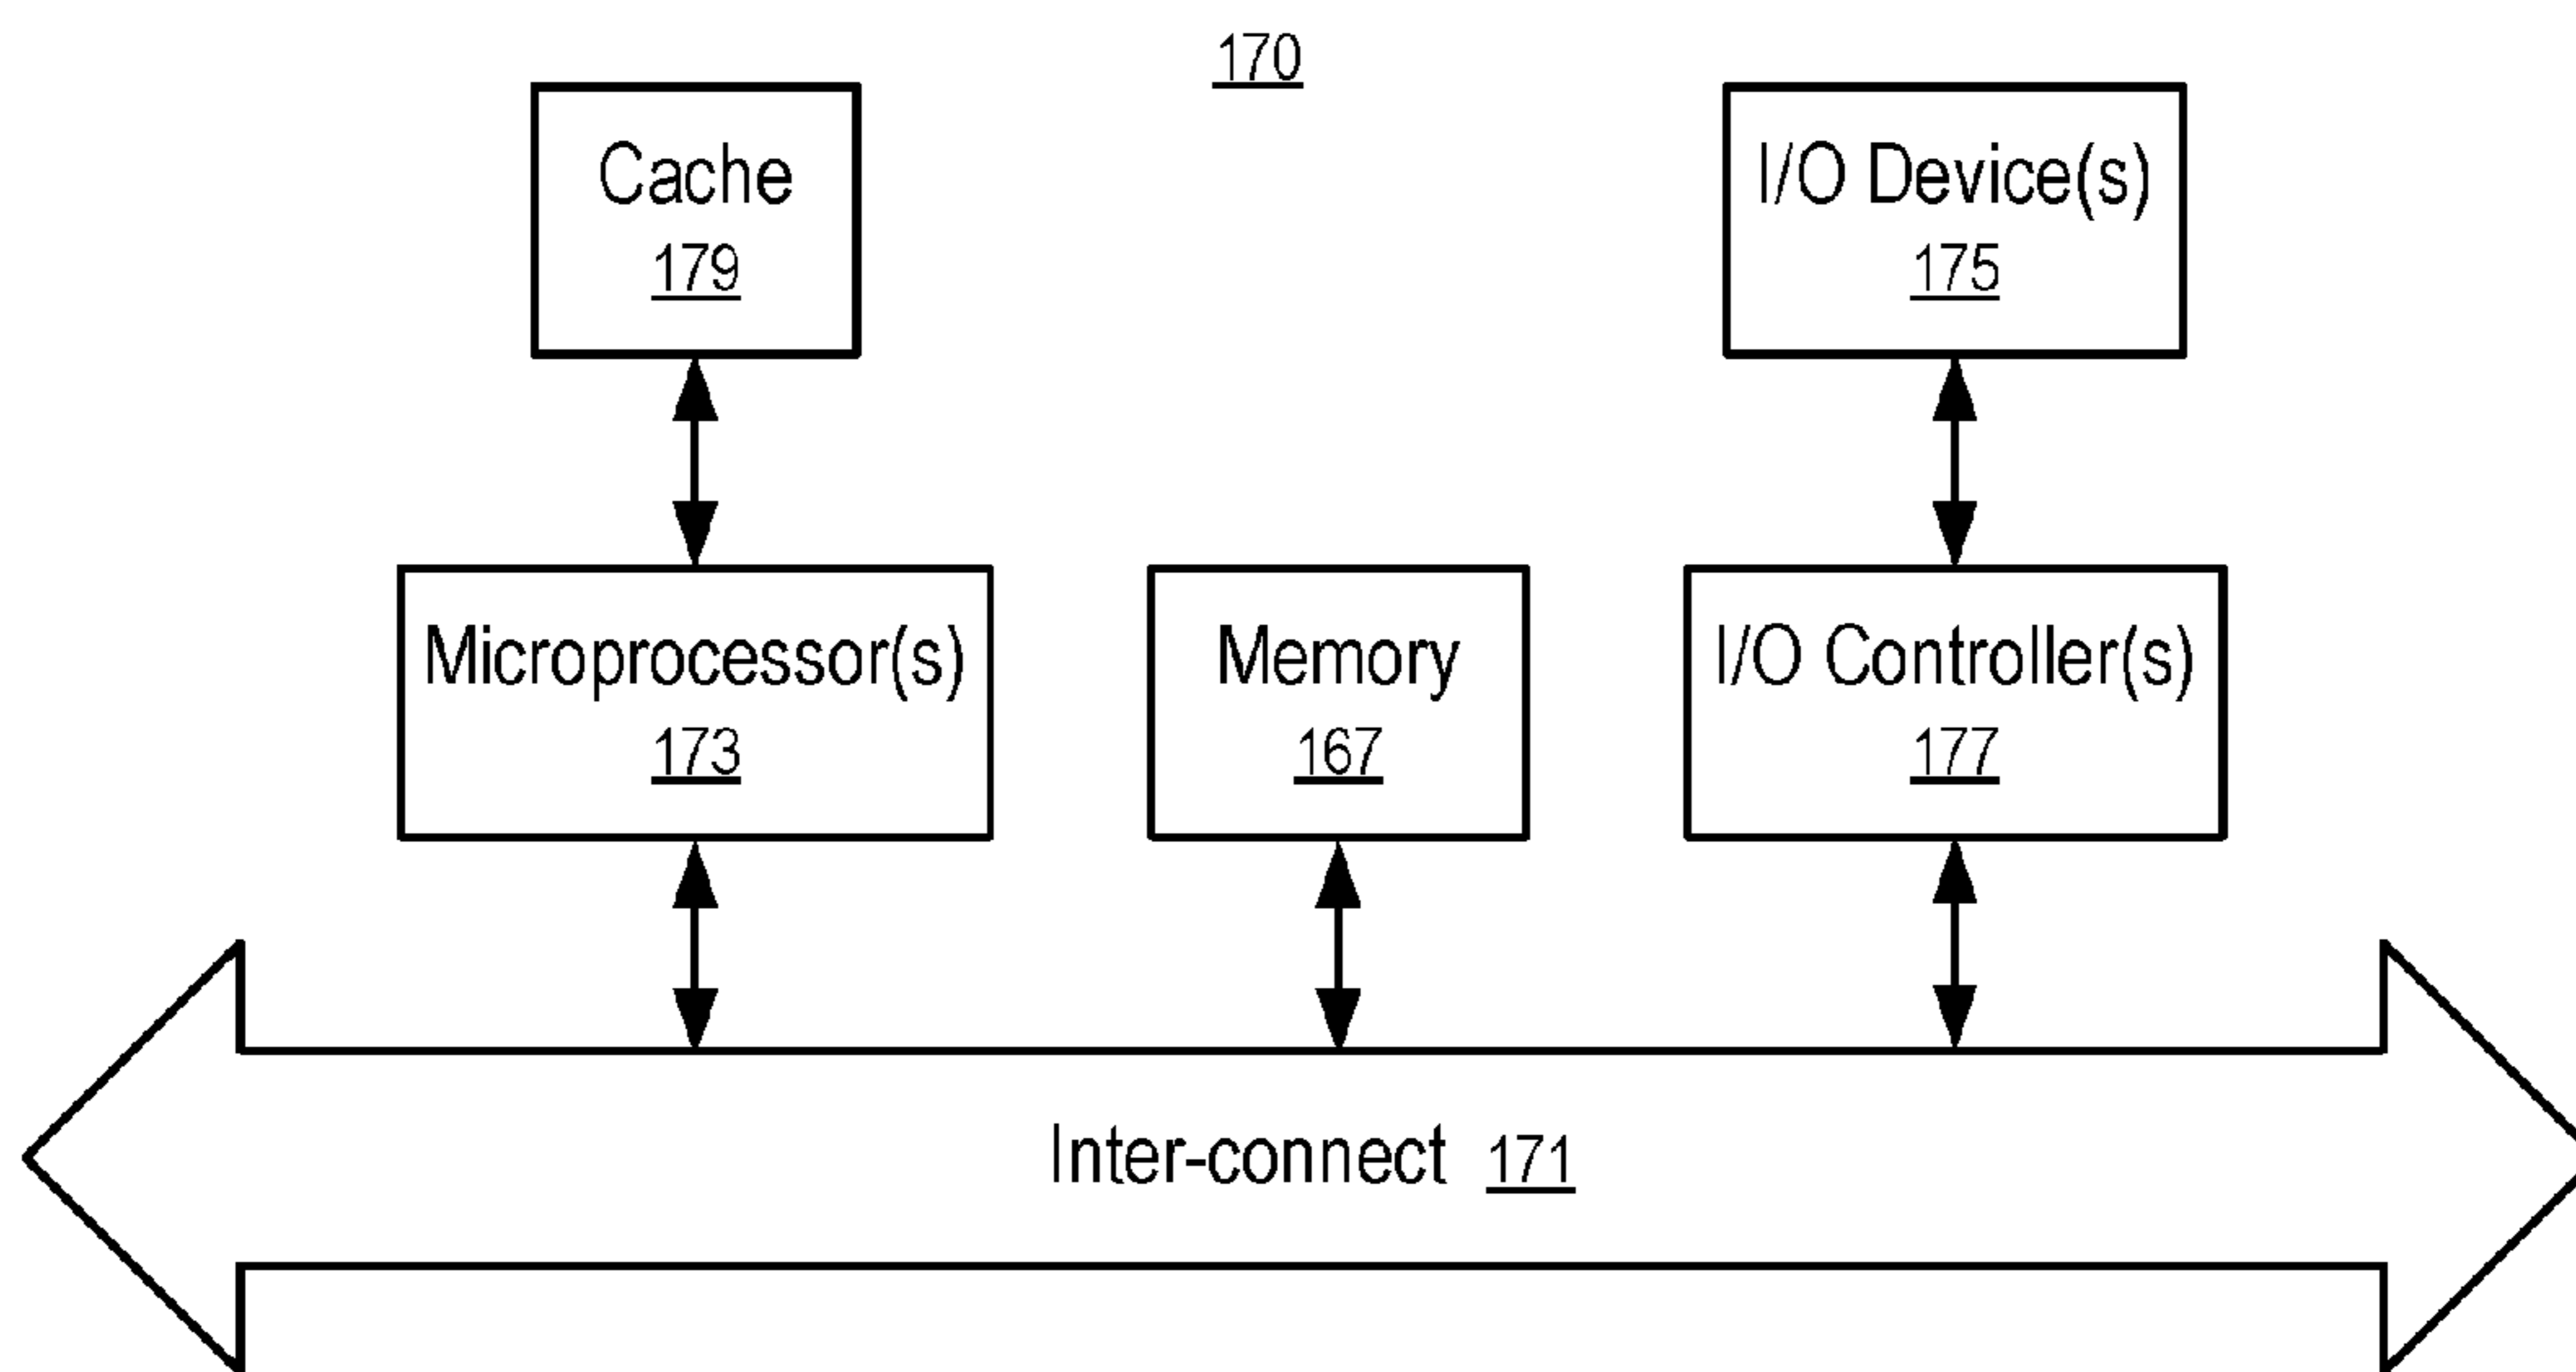 170
Cache
179
I/O Device(s)
175
Microprocessor(s)
173
Memory
167
I/O Controller(s)
177
Inter-connect 171